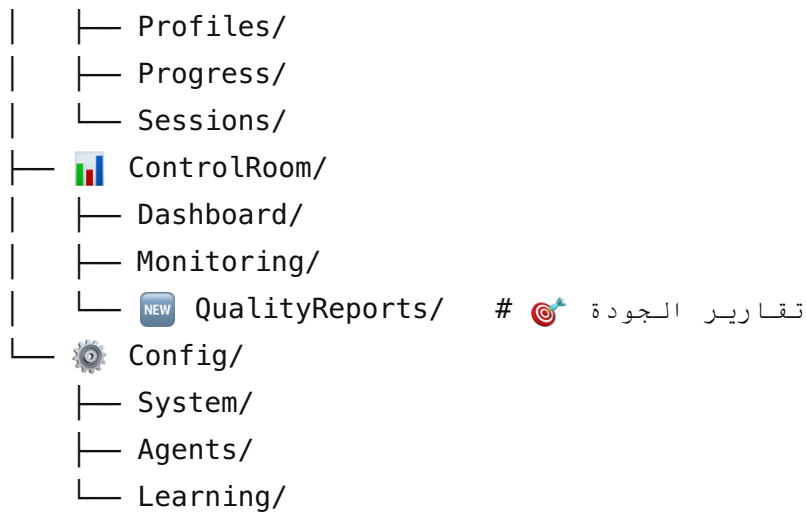 │   ├── Profiles/
│   ├── Progress/
│   └── Sessions/
├── 📊 ControlRoom/
│   ├── Dashboard/
│   ├── Monitoring/
│   └── 🆕 QualityReports/   # 🎯 تقارير الجودة
└── ⚙️ Config/
    ├── System/
    ├── Agents/
    └── Learning/